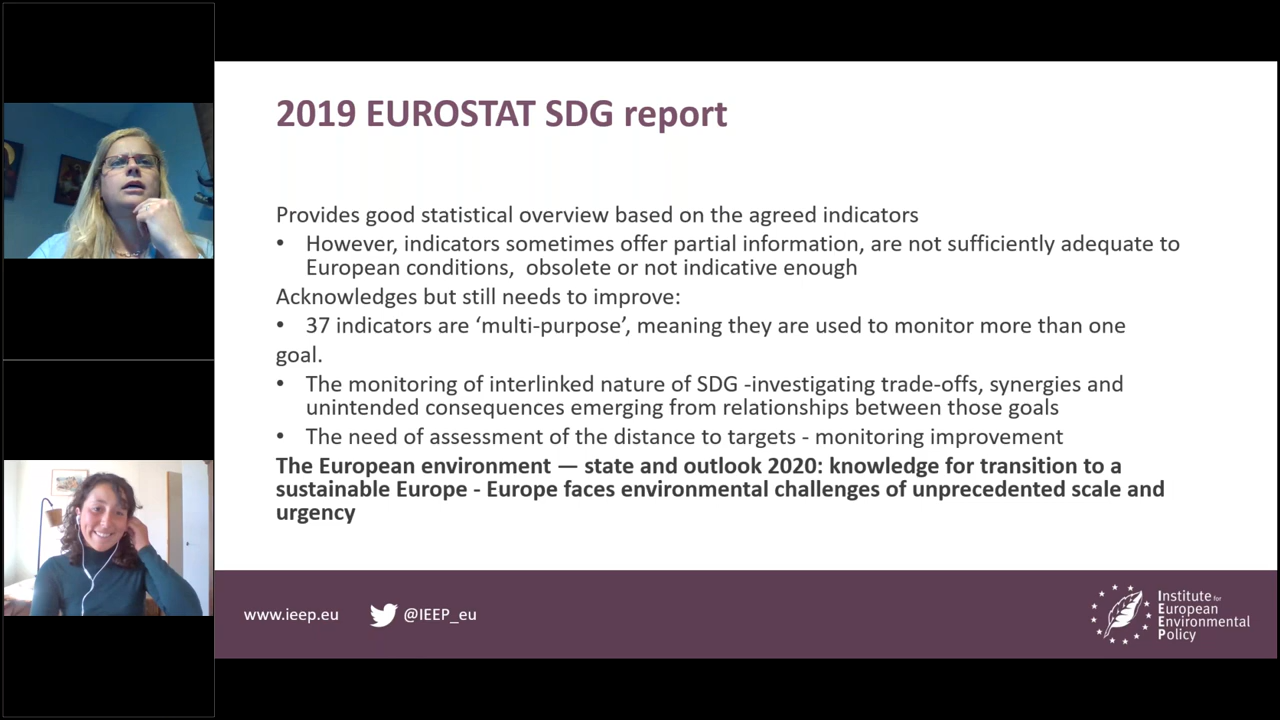 2019 EUROSTAT SDG report
Provides good statistical overview based on the agreed indicators
• However, indicators sometimes offer partial information, are not sufficiently adequate to
European conditions,  obsolete or not indicative enough
Acknowledges but still needs to improve:
• 37 indicators are ‘multi-purpose’, meaning they are used to monitor more than one
goal.
• The monitoring of interlinked nature of SDG -investigating trade-offs, synergies and
unintended consequences emerging from relationships between those goals
• The need of assessment of the distance to targets - monitoring improvement
The European environment — state and outlook 2020: knowledge for transition to a
sustainable Europe - Europe faces environmental challenges of unprecedented scale and
urgency
www.ieep.eu
@IEEP_eu
Institute for
European
Environmental
Policy